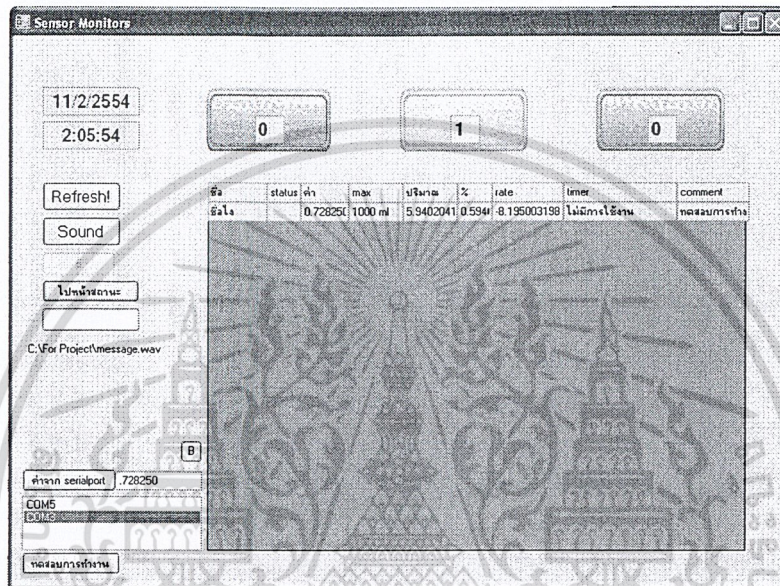 Sensor Monitors
11/2/2554
2:05:54
0
1
0
Refresh!
Sound
ไปหน้าสถานะ
C:\For Project\message.wav
ชื่อ status ค่า max ปริมาณ % rate timer comment
ชื่อไง 0.728250 1000 ml 5.9402041 0.594 -8.195003198 ไม่มีการใช้งาน ทดสอบการทำง
B
ค่าจาก serialport .728250
COM5
COM3
ทดสอบการทำงาน